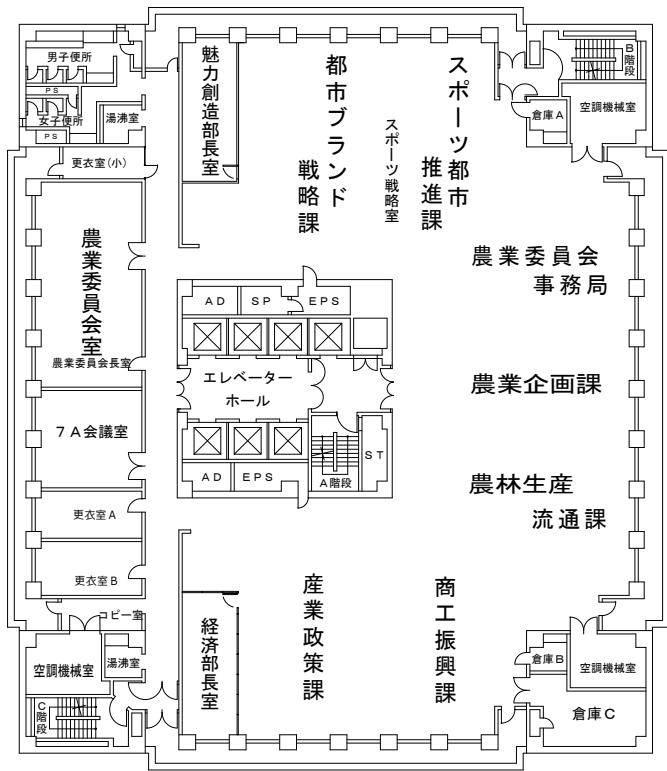 男子便所
PS
女子便所
PS
湯沸室
更衣室(小)
魅力創造部長室
都市ブランド
戦略課
スポーツ戦略室
スポーツ都市
推進課
B階段
倉庫A
空調機械室
農業委員会室
農業委員会長室
農業委員会
事務局
AD
SP
EPS
エレベーター
ホール
農業企画課
7A会議室
AD
EPS
A階段
ST
農林生産
流通課
更衣室A
更衣室B
コピー室
空調機械室
湯沸室
C階段
経済部長室
産業政策課
商工振興課
倉庫B
空調機械室
倉庫C